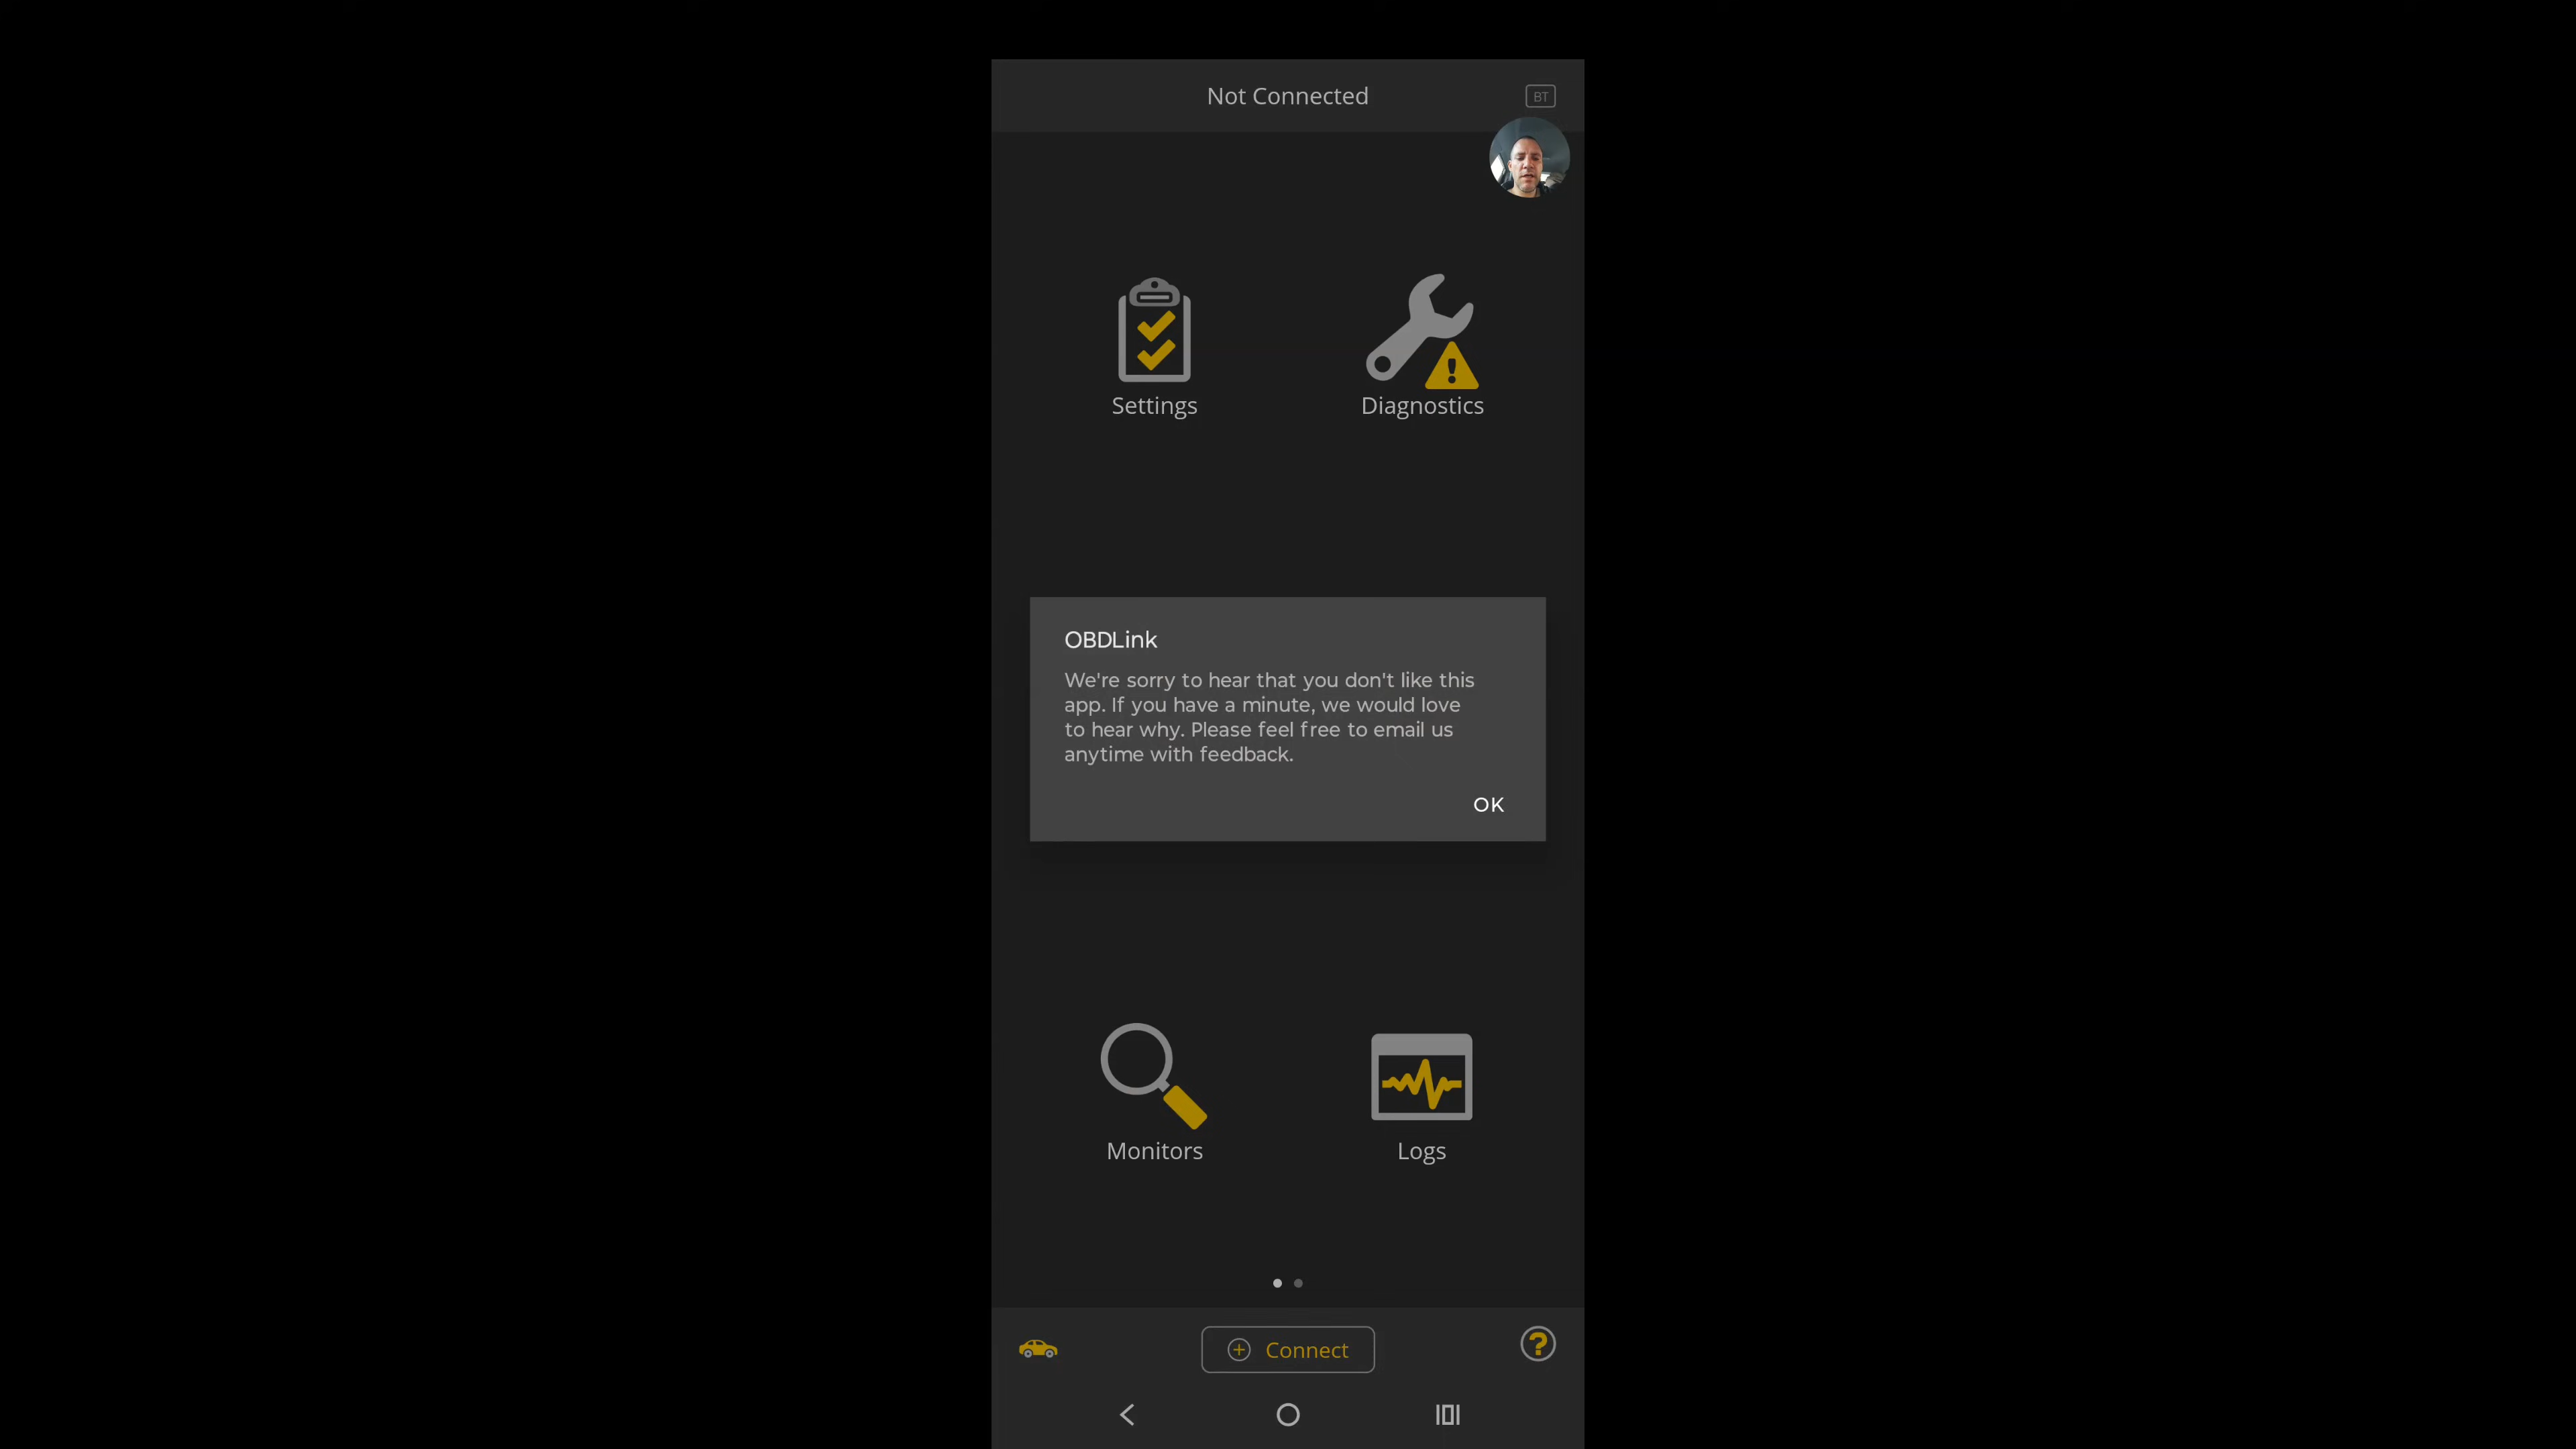 Not Connected
BT
Settings
Diagnostics
OBDLink
We're sorry to hear that you don't like this
app. If you have a minute, we would love
to hear why. Please feel free to email us
anytime with feedback.
OK
Monitors
Logs
Connect